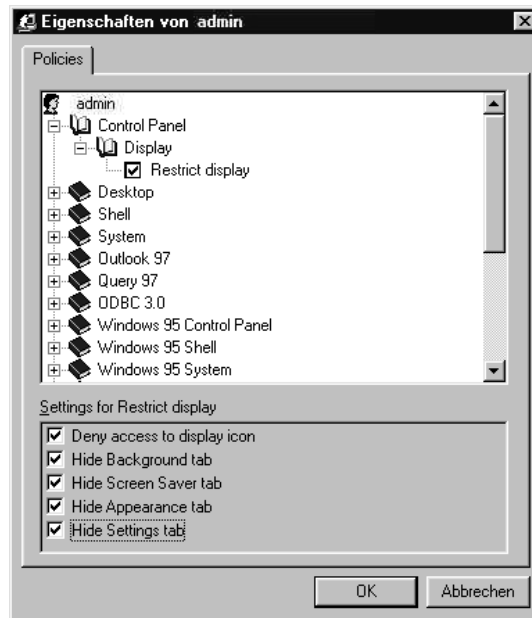 Eigenschaften von admin
Policies
admin
Control Panel
Display
Restrict display
Desktop
Shell
System
Outlook 97
Query 97
ODBC 3.0
Windows 95 Control Panel
Windows 95 Shell
Windows 95 System
Settings for Restrict display
Deny access to display icon
Hide Background tab
Hide Screen Saver tab
Hide Appearance tab
Hide Settings tab
OK Abbrechen